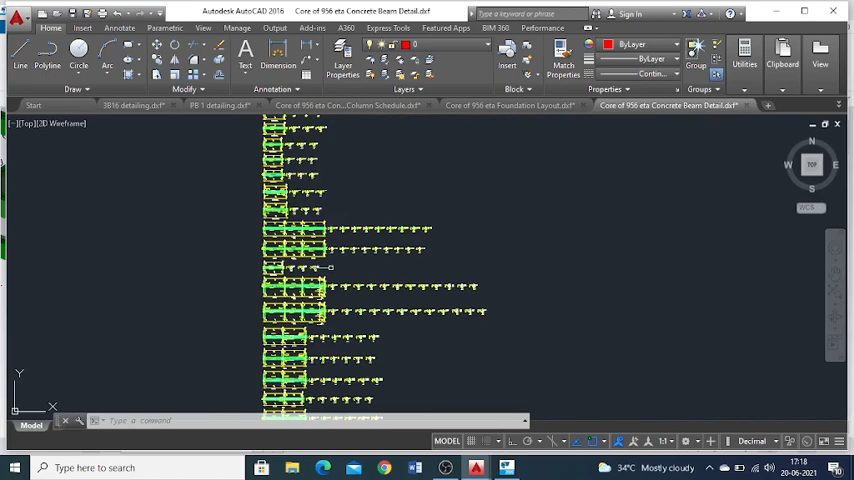 Autodesk AutoCAD Core of 956 eta Concrete Beam Detail.dxf
Type a keyword or phrase
Sign In
Home Insert Annotate Parametric View Manage Output Add-ins A360 Express Tools Featured Apps BIM 360 Performance
Line Polyline Circle Arc Text Dimension Layer Properties Insert Match Properties Group Utilities Clipboard View
0
ByLayer
ByLayer
Contin...
Draw Modify Annotation Layers Block Properties Groups
Start 3B16 detailing.dxf* PB 1 detailing.dxf* Core of 956 eta Con...Column Schedule.dxf* Core of 956 eta Foundation Layout.dxf* Core of 956 eta Concrete Beam Detail.dxf*
[−][Top][2D Wireframe]
N
W TOP E
S
WCS
Y
X
Type a command
Model
MODEL 1:1 Decimal
Type here to search
34°C Mostly cloudy
17:18
20-06-2021
10